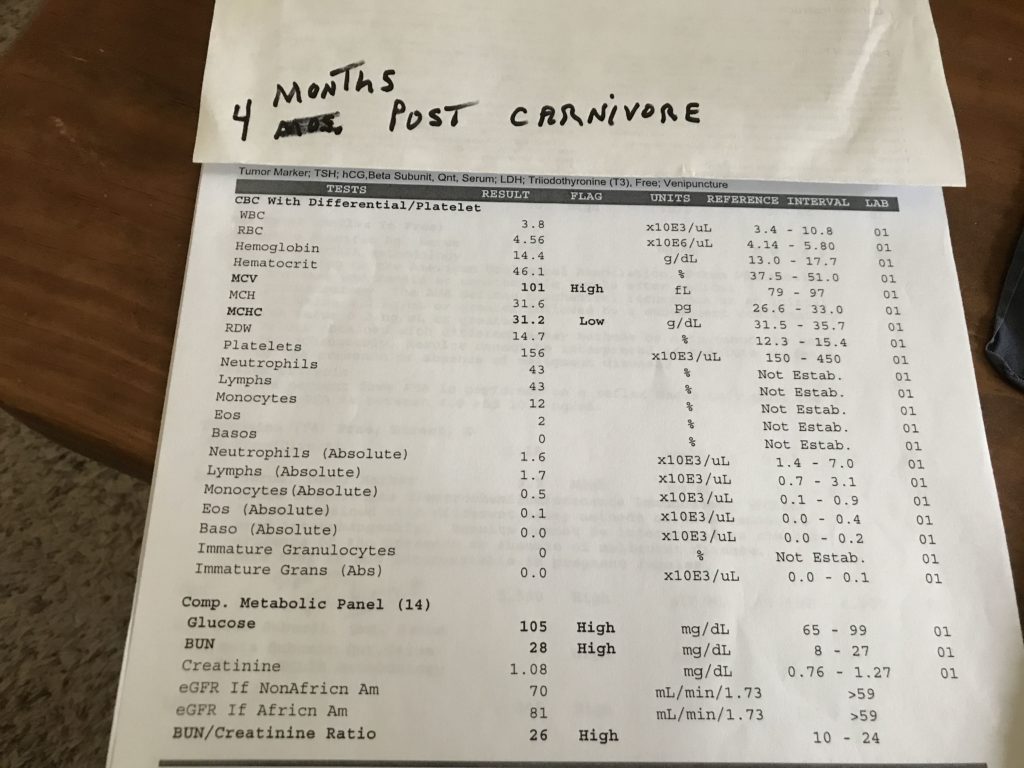 MONTHS
4 POST CARNIVORE
Tumor Marker; TSH; hCG,Beta Subunit, Qnt, Serum; LDH; Triiodothyronine (T3), Free; Venipuncture
TESTS RESULT FLAG UNITS REFERENCE INTERVAL LAB
CBC With Differential/Platelet
WBC 3.8 x10E3/uL 3.4 - 10.8 01
RBC 4.56 x10E6/uL 4.14 - 5.80 01
Hemoglobin 14.4 g/dL 13.0 - 17.7 01
Hematocrit 46.1 % 37.5 - 51.0 01
MCV 101 High fL 79 - 97 01
MCH 31.6 pg 26.6 - 33.0 01
MCHC 31.2 Low g/dL 31.5 - 35.7 01
RDW 14.7 % 12.3 - 15.4 01
Platelets 156 x10E3/uL 150 - 450 01
Neutrophils 43 % Not Estab. 01
Lymphs 43 % Not Estab. 01
Monocytes 12 % Not Estab. 01
Eos 2 % Not Estab. 01
Basos 0 % Not Estab. 01
Neutrophils (Absolute) 1.6 x10E3/uL 1.4 - 7.0 01
Lymphs (Absolute) 1.7 x10E3/uL 0.7 - 3.1 01
Monocytes(Absolute) 0.5 x10E3/uL 0.1 - 0.9 01
Eos (Absolute) 0.1 x10E3/uL 0.0 - 0.4 01
Baso (Absolute) 0.0 x10E3/uL 0.0 - 0.2 01
Immature Granulocytes 0 % Not Estab. 01
Immature Grans (Abs) 0.0 x10E3/uL 0.0 - 0.1 01
Comp. Metabolic Panel (14)
Glucose 105 High mg/dL 65 - 99 01
BUN 28 High mg/dL 8 - 27 01
Creatinine 1.08 mg/dL 0.76 - 1.27 01
eGFR If NonAfricn Am 70 mL/min/1.73 >59
eGFR If Africn Am 81 mL/min/1.73 >59
BUN/Creatinine Ratio 26 High 10 - 24